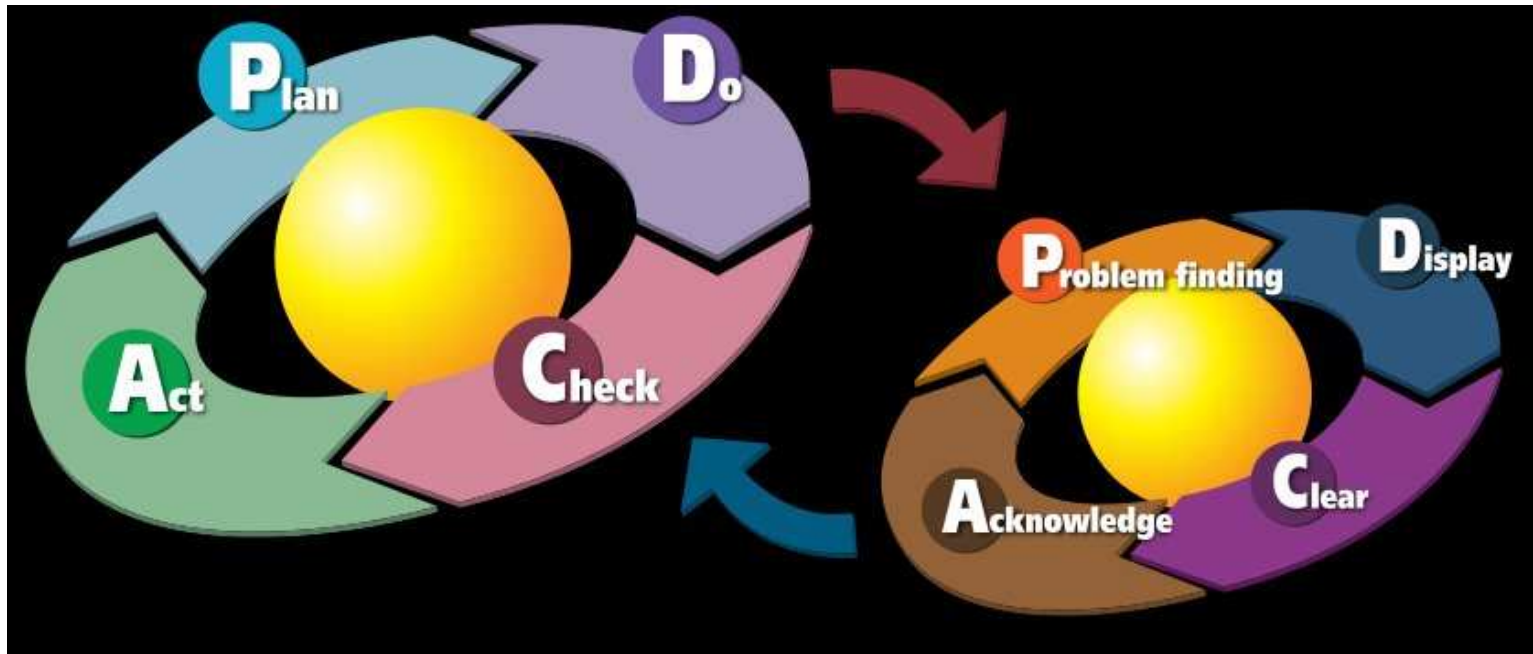 Plan
Do
Check
Act
Problem finding
Display
Clear
Acknowledge